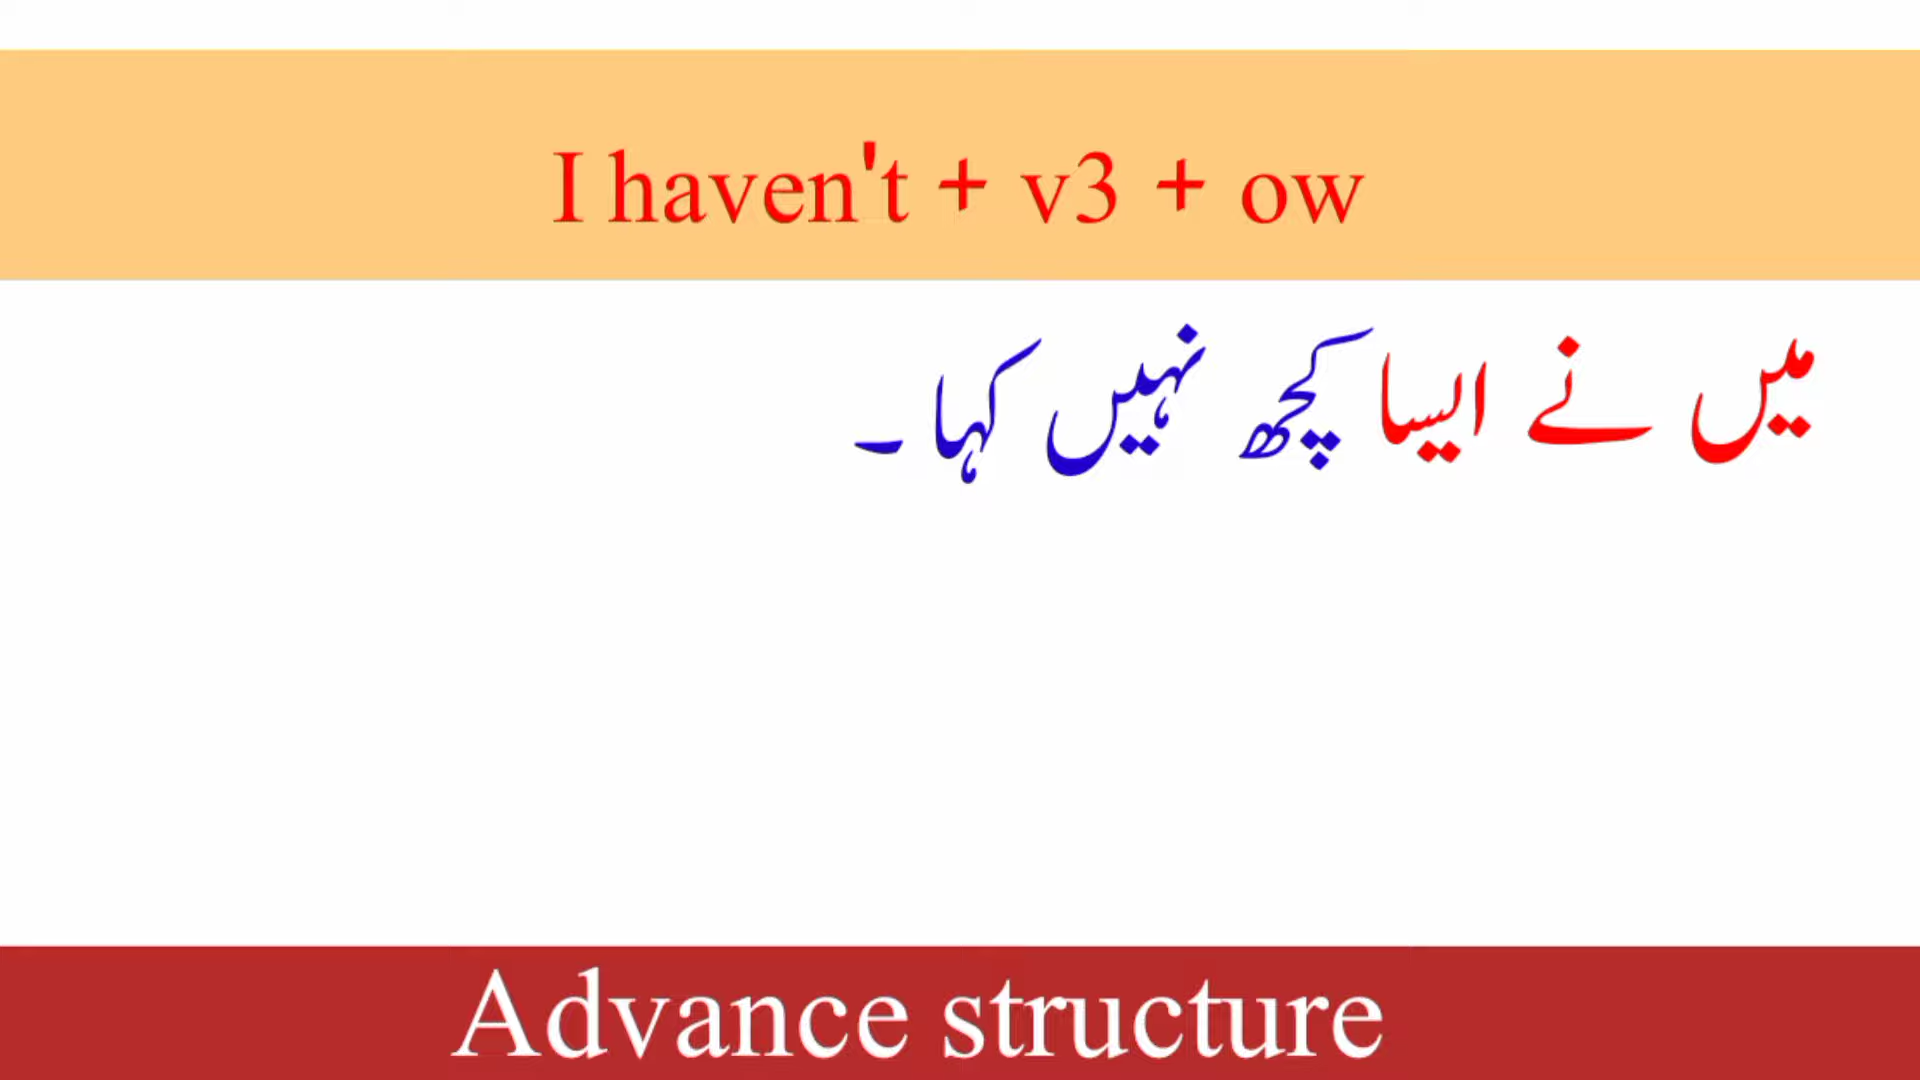 I haven't + v3 + ow
میں نے ایسا کچھ نہیں کہا ۔
Advance structure